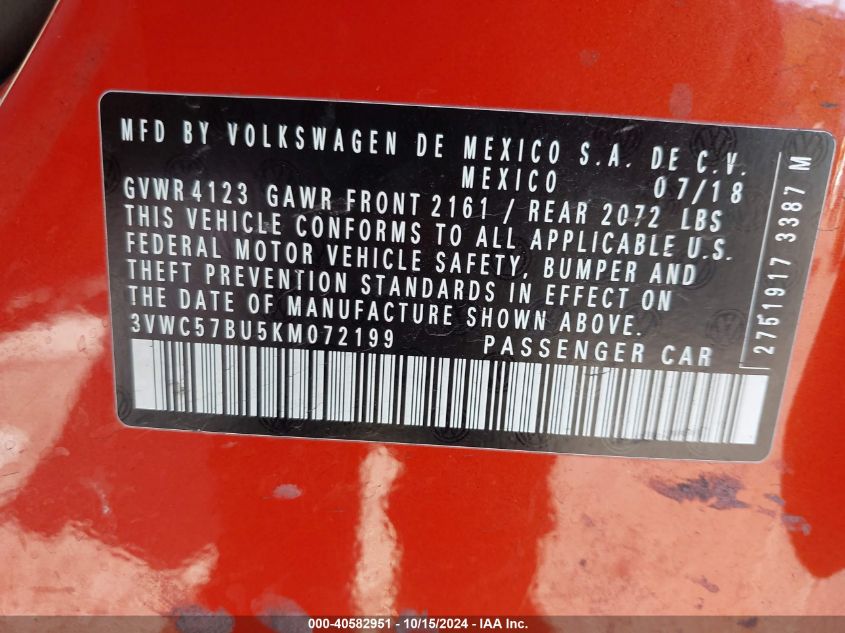 MFD BY VOLKSWAGEN DE MEXICO S.A. DE C.V.
MEXICO 07/18
GVWR 4123 GAWR FRONT 2161 / REAR 2072 LBS
THIS VEHICLE CONFORMS TO ALL APPLICABLE U.S.
FEDERAL MOTOR VEHICLE SAFETY, BUMPER AND
THEFT PREVENTION STANDARDS IN EFFECT ON
THE DATE OF MANUFACTURE SHOWN ABOVE.
3VWC57BU5KM072199 PASSENGER CAR
2751917 3387 M
000-40582951 - 10/15/2024 - IAA Inc.